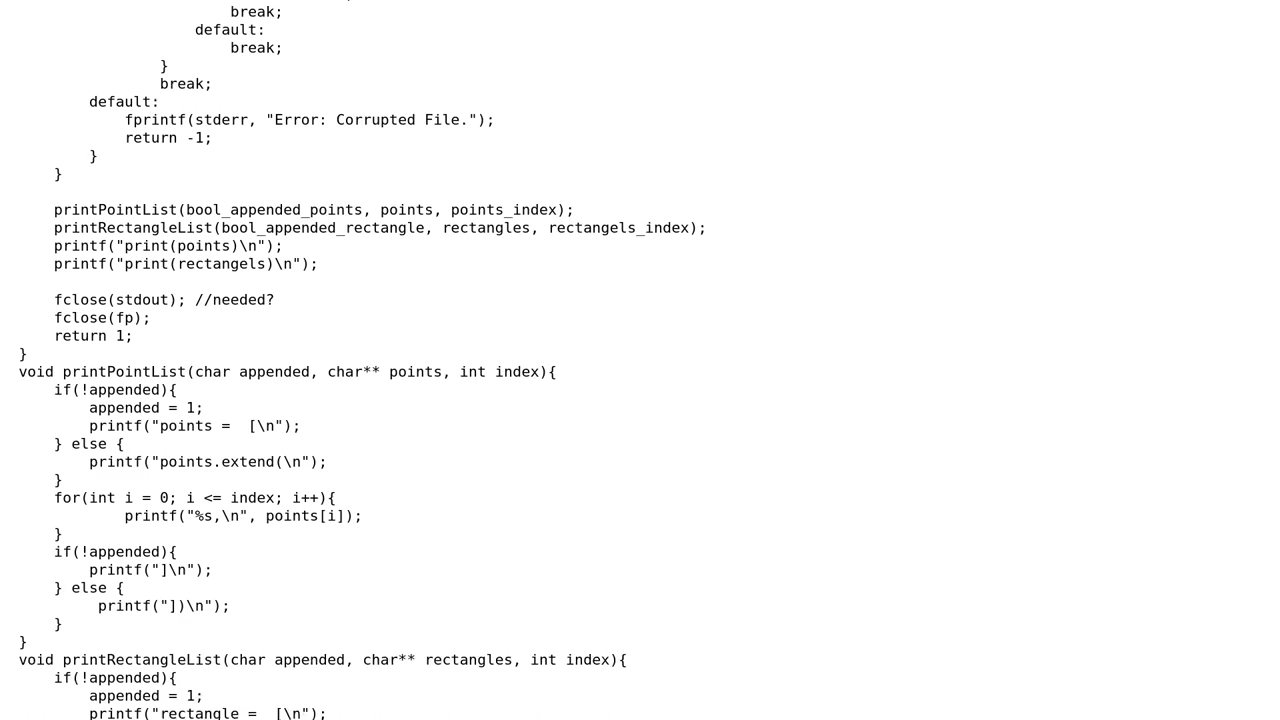 break;
default:
break;
}
break;
default:
fprintf(stderr, "Error: Corrupted File.");
return -1;
}
}
printPointList(bool_appended_points, points, points_index);
printRectangleList(bool_appended_rectangle, rectangles, rectangels_index);
printf("print(points)\n");
printf("print(rectangels)\n");
fclose(stdout); //needed?
fclose(fp);
return 1;
}
void printPointList(char appended, char** points, int index){
if(!appended){
appended = 1;
printf("points =  [\n");
} else {
printf("points.extend(\n");
}
for(int i = 0; i <= index; i++){
printf("%s,\n", points[i]);
}
if(!appended){
printf("]\n");
} else {
printf("])\n");
}
}
void printRectangleList(char appended, char** rectangles, int index){
if(!appended){
appended = 1;
printf("rectangle =  [\n");